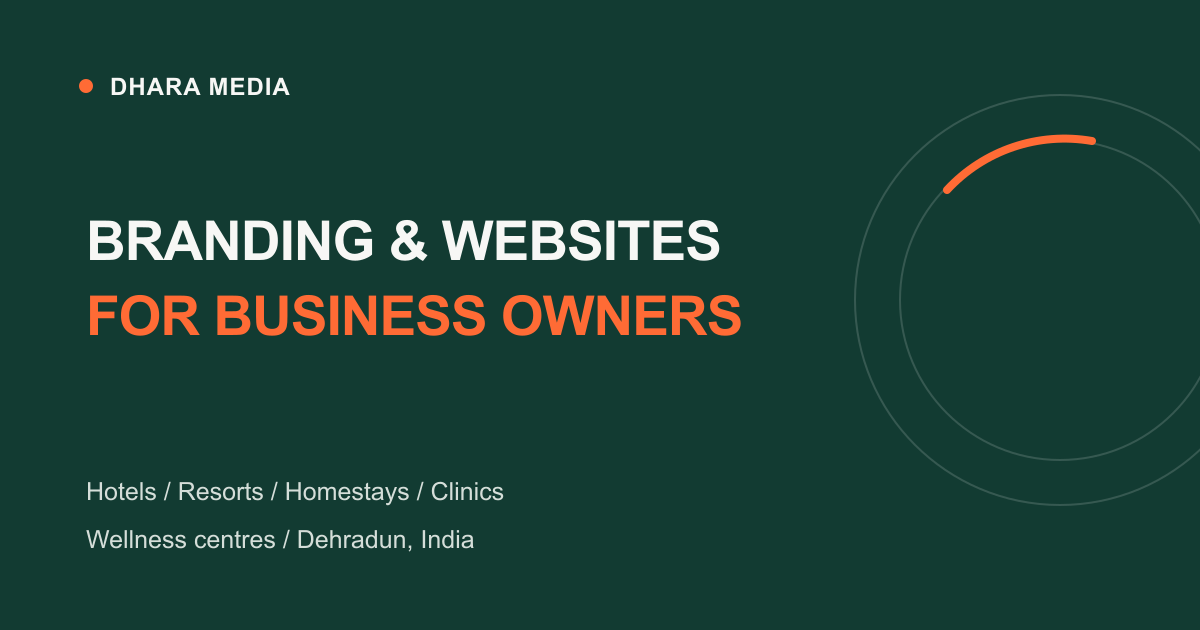 DHARA MEDIA
BRANDING & WEBSITES
FOR BUSINESS OWNERS
Hotels / Resorts / Homestays / Clinics
Wellness centres / Dehradun, India